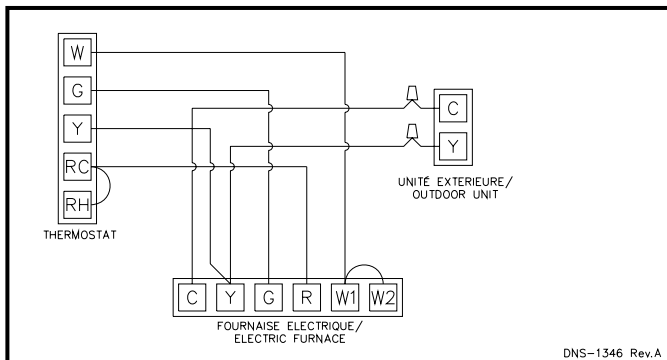 W
G
Y
RC
RH
THERMOSTAT
C
Y
UNITÉ EXTERIEURE/
OUTDOOR UNIT
C Y G R W1 W2
FOURNAISE ELECTRIQUE/
ELECTRIC FURNACE
DNS-1346 Rev.A